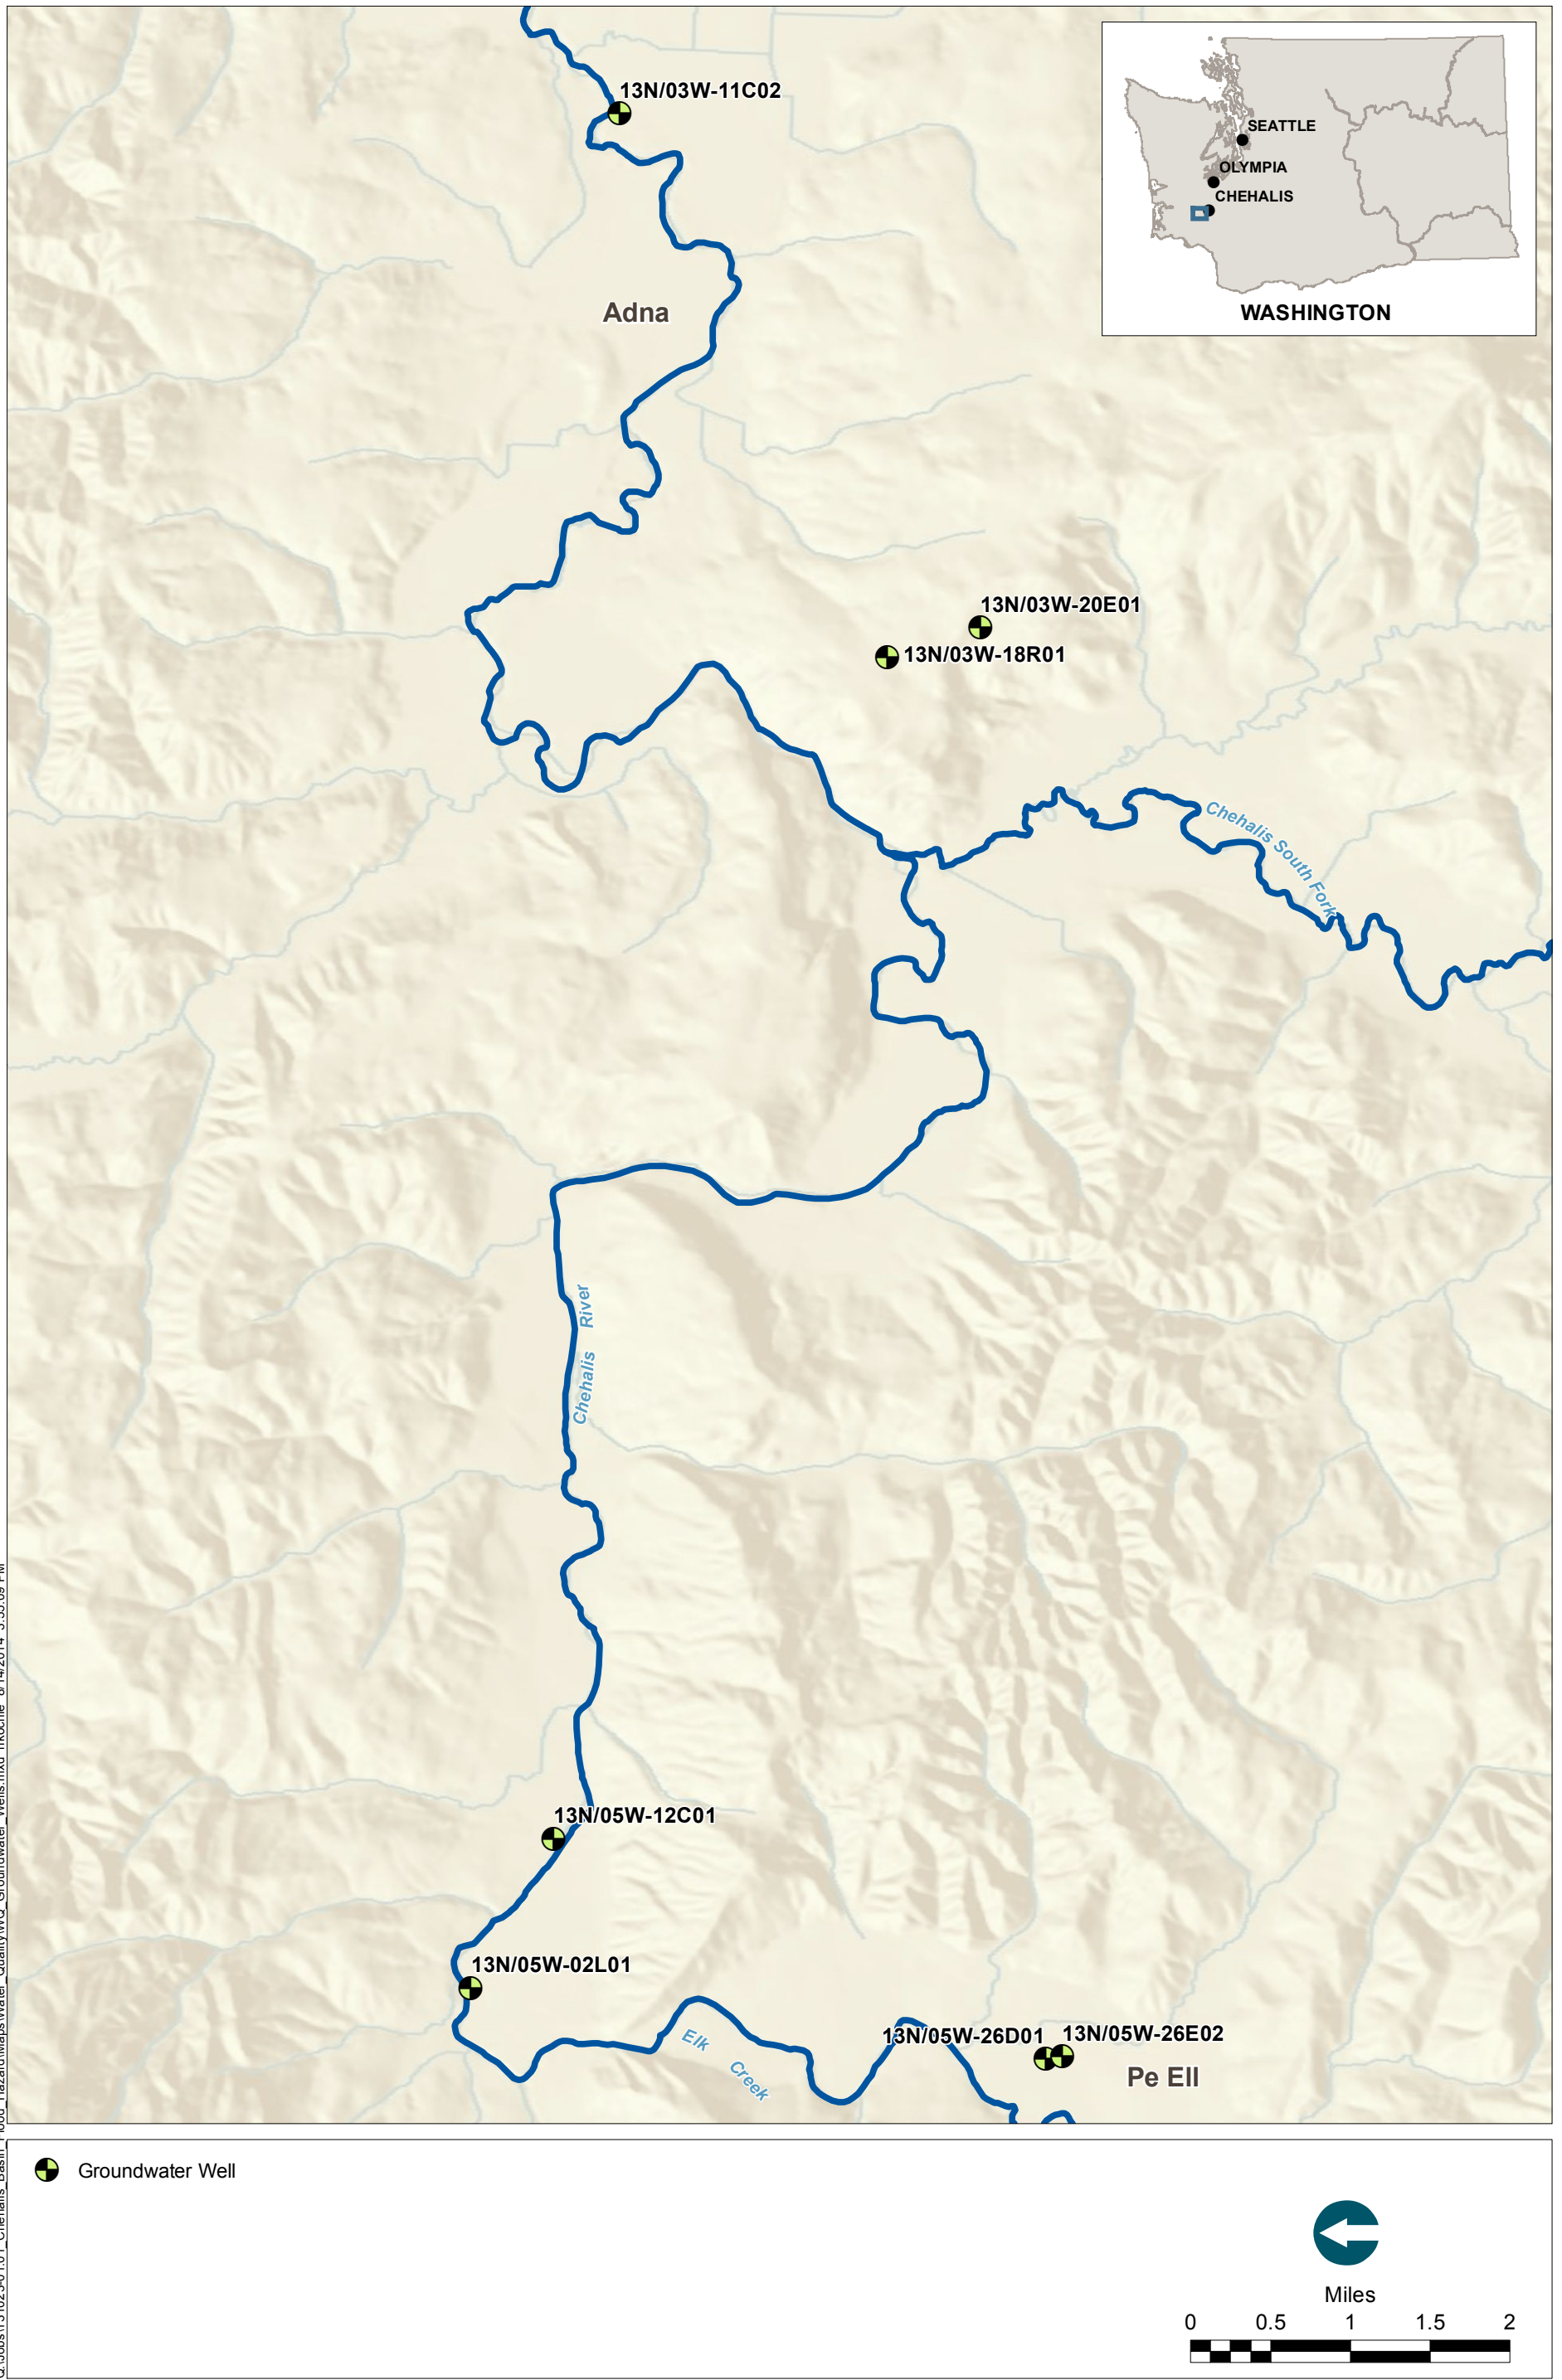 13N/03W-11C02
SEATTLE
OLYMPIA
CHEHALIS
WASHINGTON
Adna
13N/03W-20E01
13N/03W-18R01
Chehalis South Fork
Chehalis River
13N/05W-12C01
13N/05W-02L01
Elk Creek
13N/05W-26D01
13N/05W-26E02
Pe Ell
Groundwater Well
Miles
0 0.5 1 1.5 2